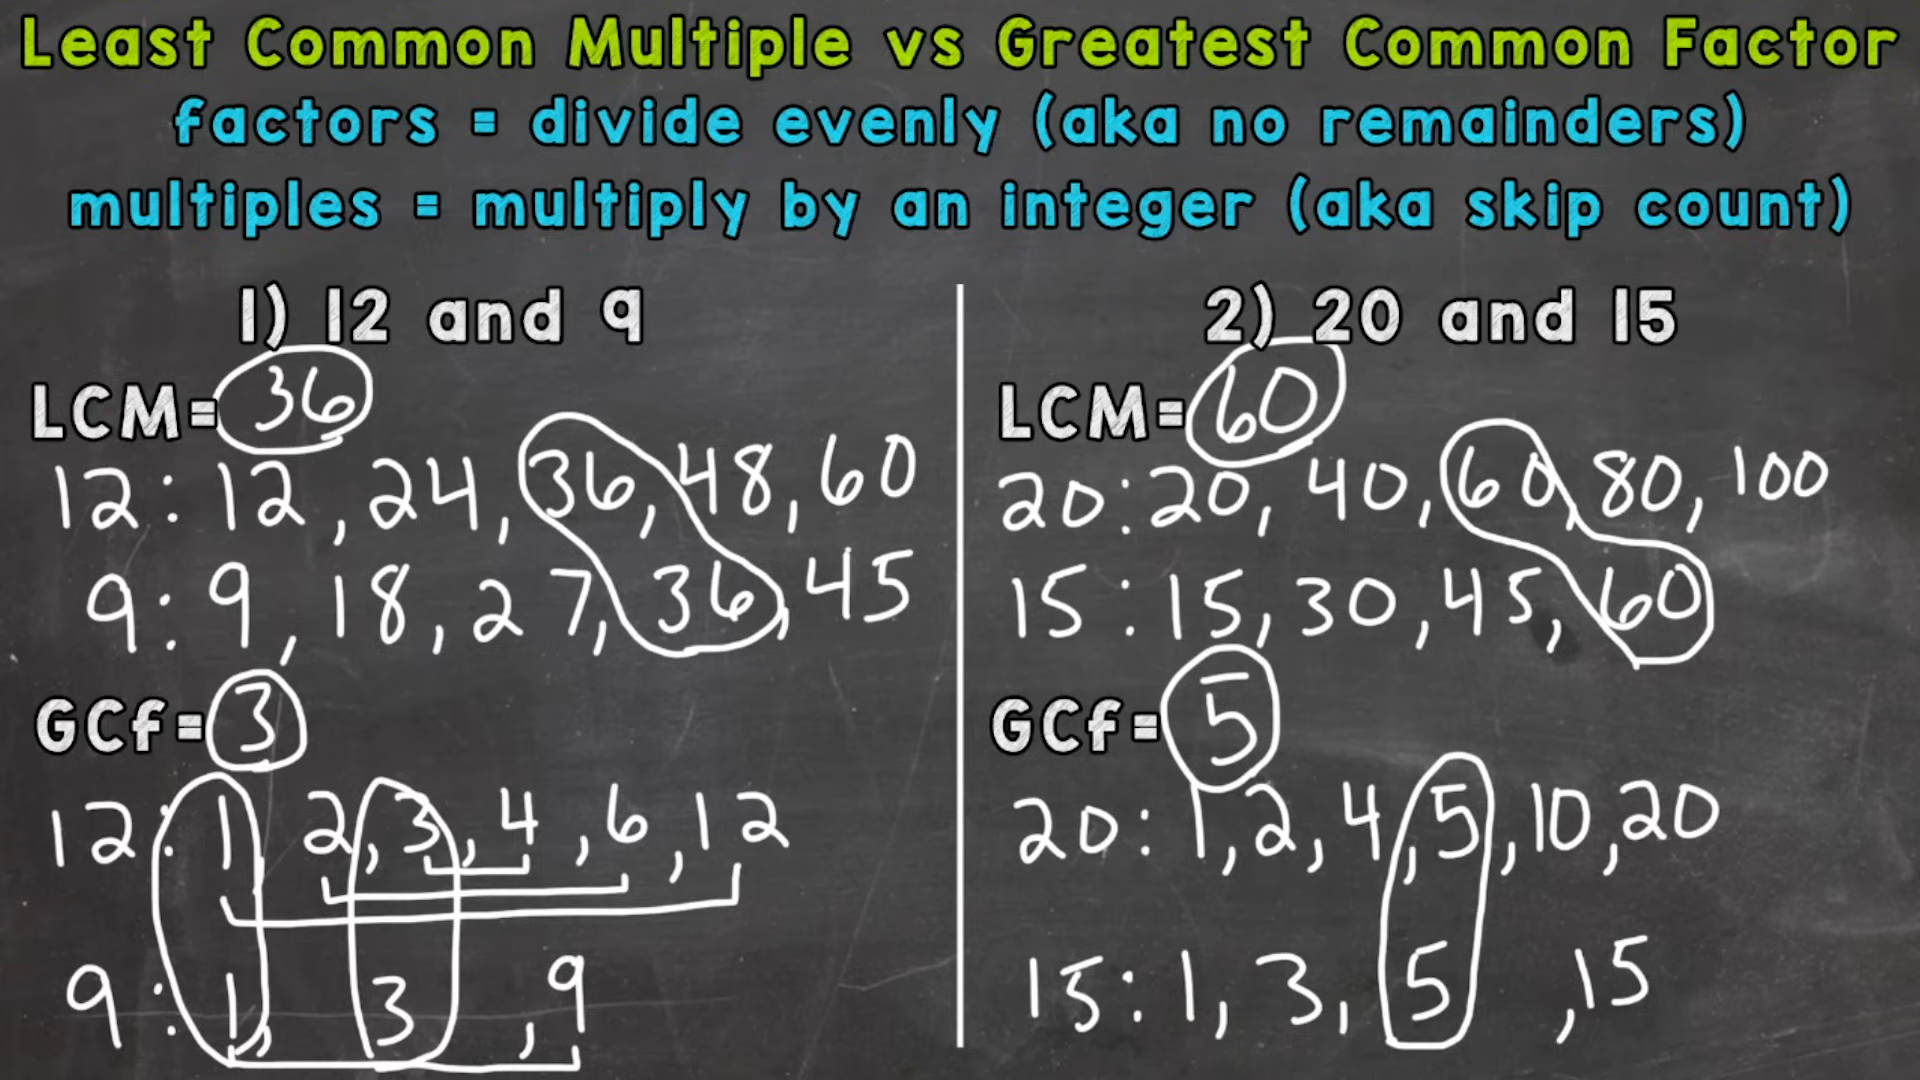 Least Common Multiple vs Greatest Common Factor
factors = divide evenly (aka no remainders)
multiples = multiply by an integer (aka skip count)
1) 12 and 9
LCM= 36
12: 12, 24, 36, 48, 60
9: 9, 18, 27, 36, 45
GCf= 3
12: 1 2, 3, 4, 6, 12
9: 1, 3, 9
2) 20 and 15
LCM= 60
20: 20, 40, 60, 80, 100
15: 15, 30, 45, 60
GCf= 5
20: 1, 2, 4, 5, 10, 20
15: 1, 3, 5, 15